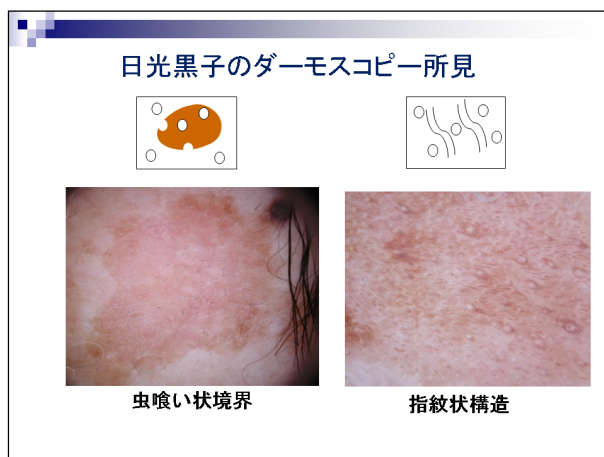 日光黒子のダーモスコピー所見
虫喰い状境界
指紋状構造